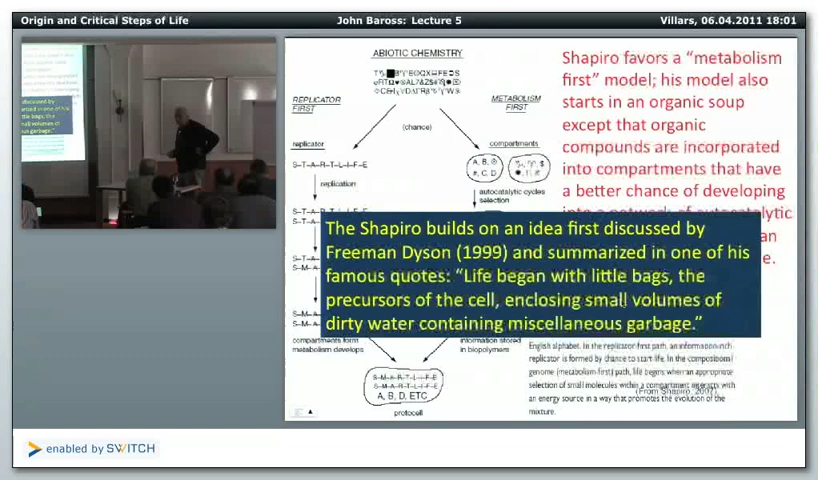 Origin and Critical Steps of Life
John Baross: Lecture 5
Villars, 06.04.2011 18:01
ABIOTIC CHEMISTRY
REPLICATOR
FIRST
METABOLISM
FIRST
(chance)
replicator
compartments
S-T-A-R-T-L-I-F-E
A, B,
C, D
replication
autocatalytic cycles
selection
S-T-A
S-T-
S-T-A
S-M-A
S-M-A
S-M-A
compartments form
metabolism develops
information stored
in biopolymers
S-M-A-R-T-L-I-F-E
S-M-A-R-T-L-I-F-E
A, B, D, ETC
protocell
Shapiro favors a “metabolism
first” model; his model also
starts in an organic soup
except that organic
compounds are incorporated
into compartments that have
a better chance of developing
into a network of autocatalytic
an
e.
The Shapiro builds on an idea first discussed by
Freeman Dyson (1999) and summarized in one of his
famous quotes: “Life began with little bags, the
precursors of the cell, enclosing small volumes of
dirty water containing miscellaneous garbage.”
English alphabet. In the replicator-first path, an information-rich
replicator is formed by chance to start life. In the compositional
genome (metabolism-first) path, life begins when an appropriate
selection of small molecules within a compartment interacts with
an energy source in a way that promotes the evolution of the
mixture.
(From Shapiro, 2007)
discussed by
garbage.”
enabled by SWITCH